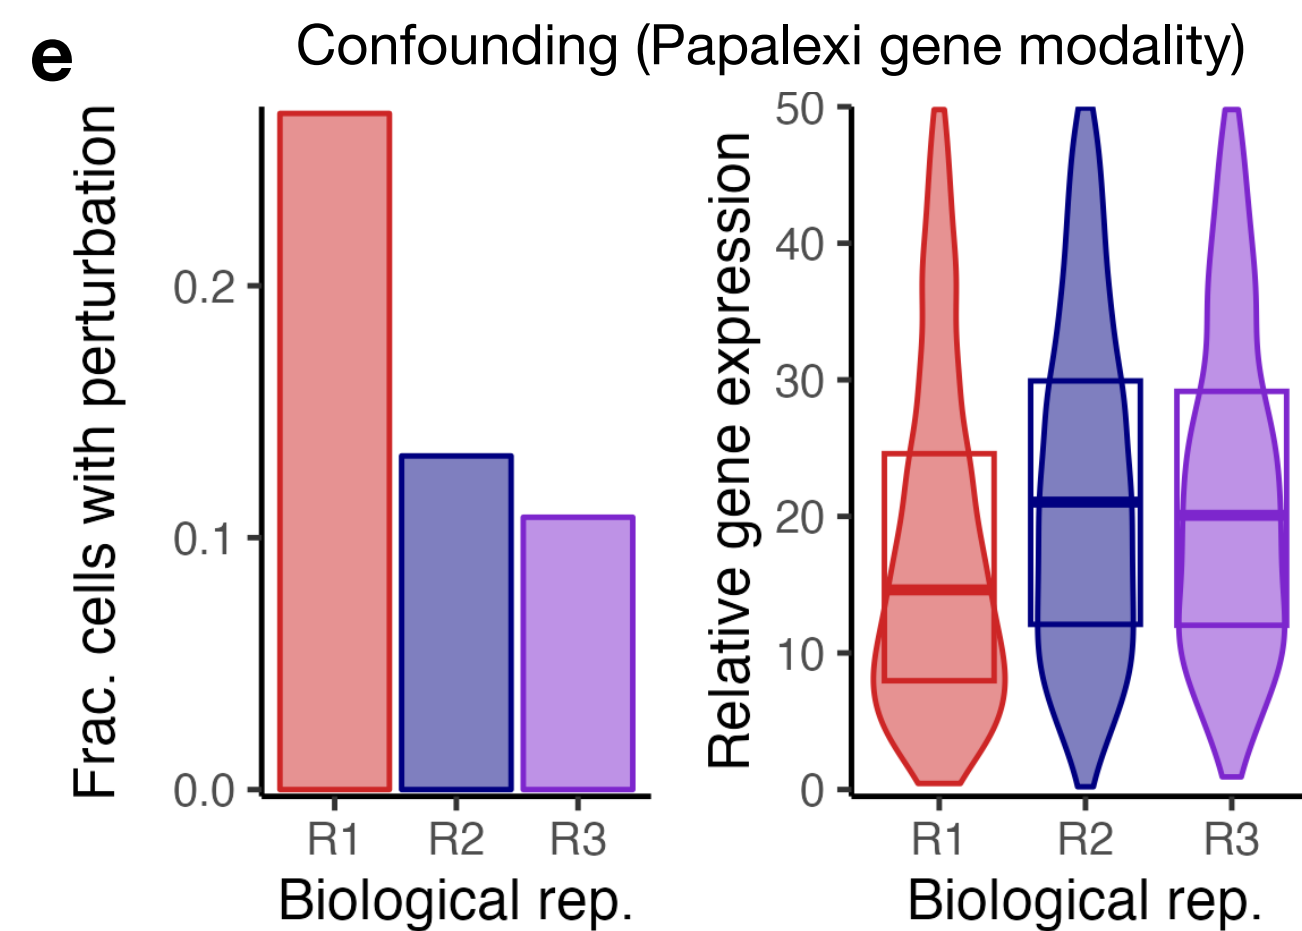 e
Confounding (Papalexi gene modality)
Frac. cells with perturbation
0.2
0.1
0.0
R1 R2 R3
Biological rep.
Relative gene expression
50
40
30
20
10
0
R1 R2 R3
Biological rep.